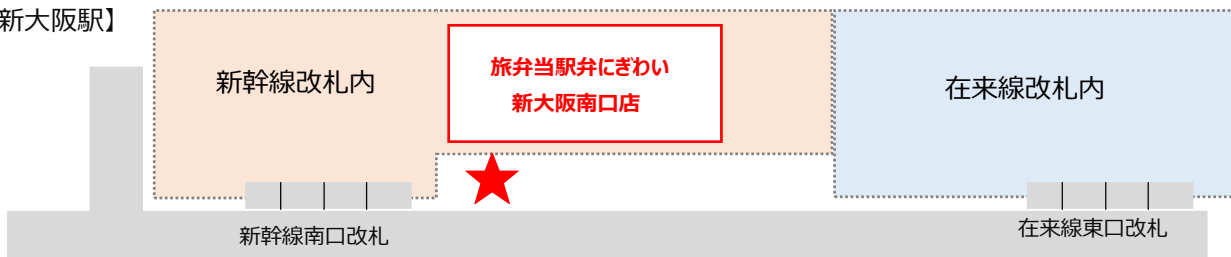 新大阪駅】
新幹線改札内
旅弁当駅弁にぎわい
新大阪南口店
在来線改札内
新幹線南口改札
在来線東口改札